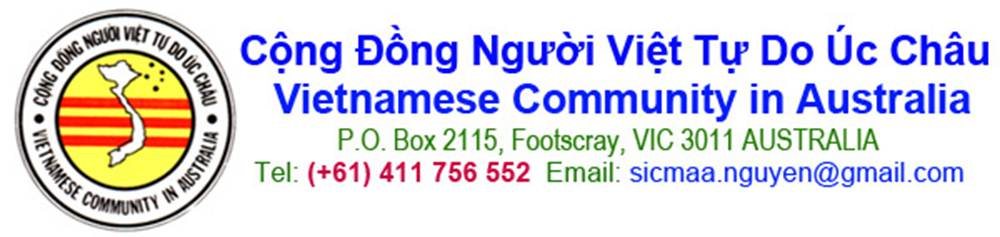 CỘNG ĐỒNG NGƯỜI VIỆT TỰ DO ÚC CHÂU
VIETNAMESE COMMUNITY IN AUSTRALIA
Cộng Đồng Người Việt Tự Do Úc Châu
Vietnamese Community in Australia
P.O. Box 2115, Footscray, VIC 3011 AUSTRALIA
Tel: (+61) 411 756 552 Email: sicmaa.nguyen@gmail.com